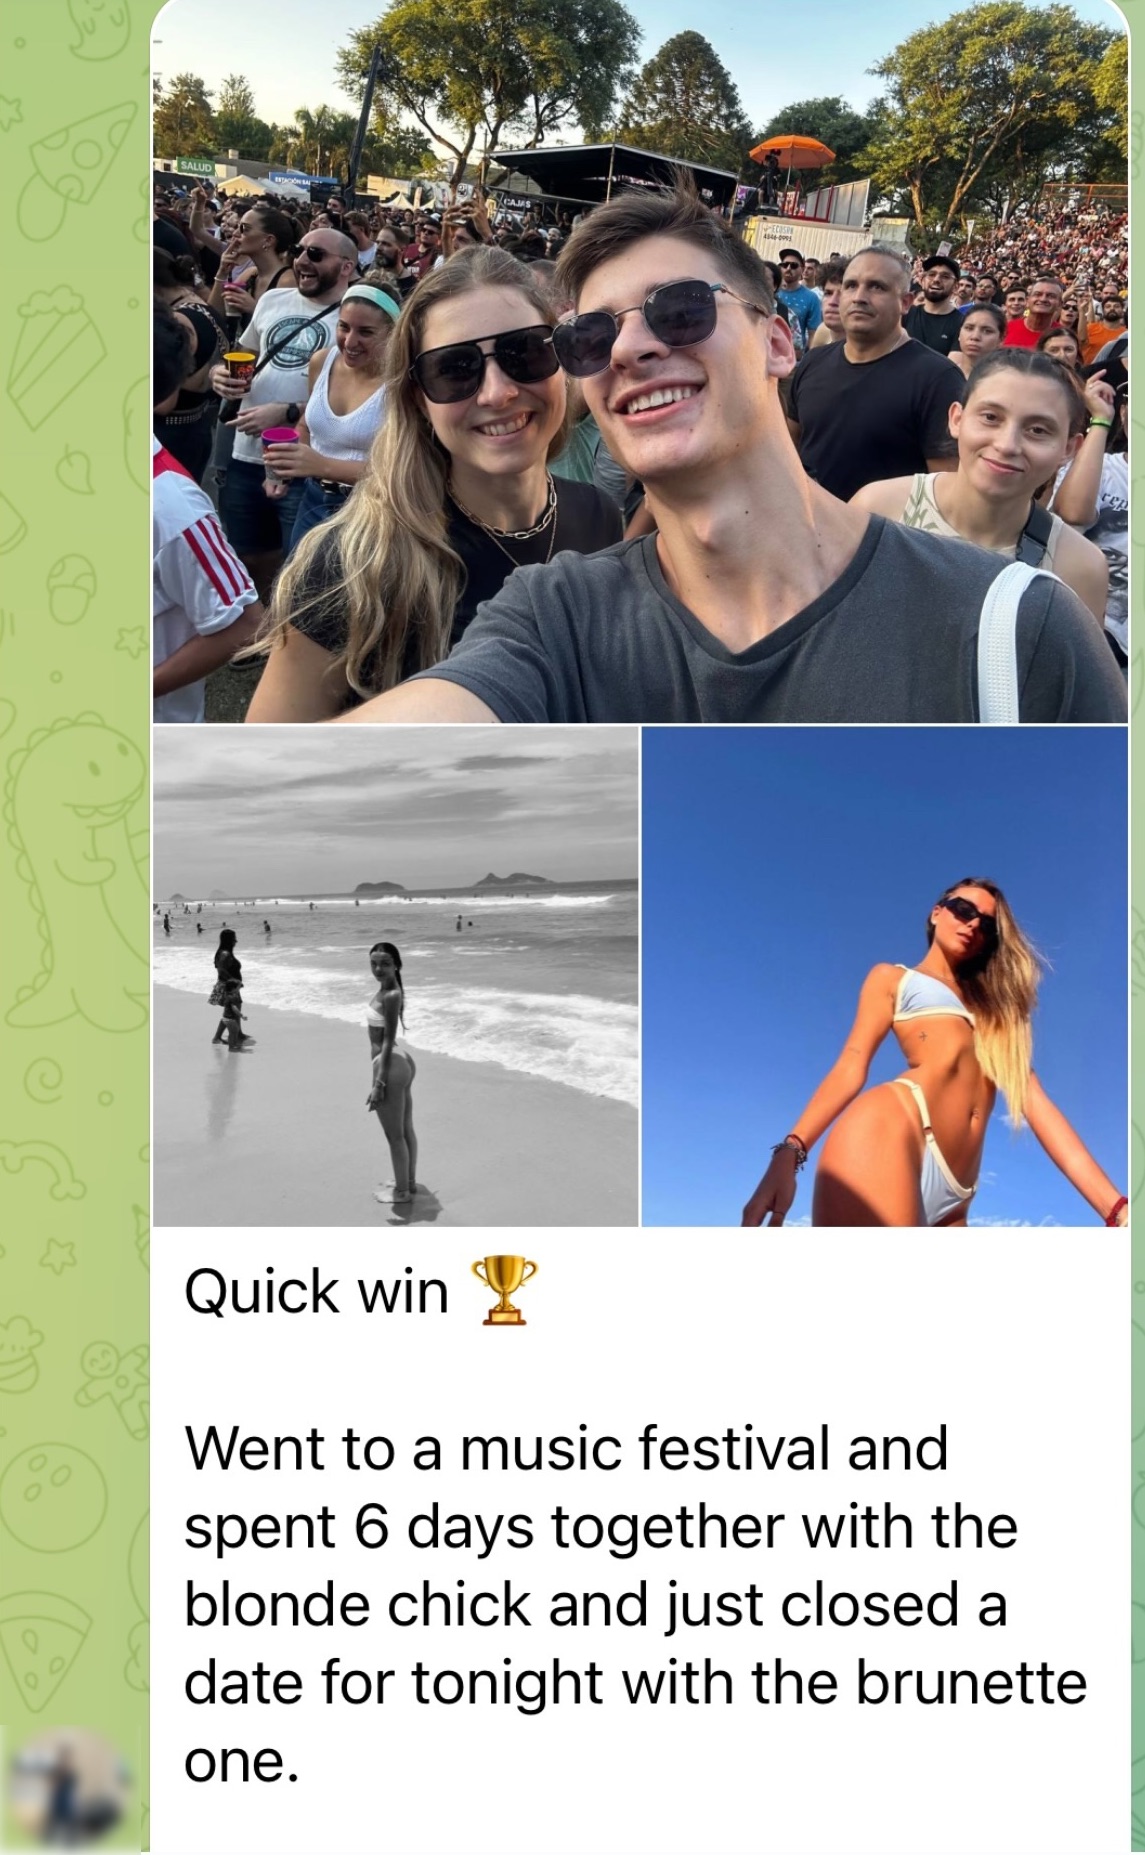 SALUD
CAJAS
Quick win 🏆
Went to a music festival and
spent 6 days together with the
blonde chick and just closed a
date for tonight with the brunette
one.